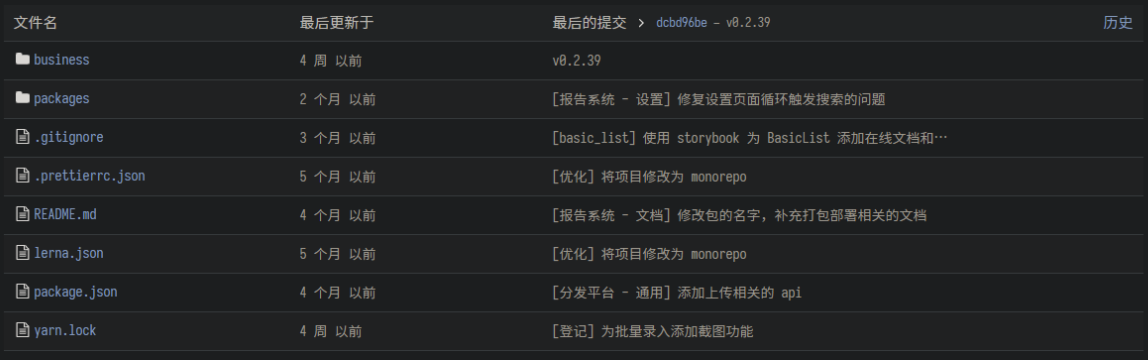 文件名 最后更新于 最后的提交 > dcbd96be – v0.2.39 历史
business 4 周 以前 v0.2.39
packages 2 个月 以前 [报告系统 - 设置] 修复设置页面循环触发搜索的问题
.gitignore 3 个月 以前 [basic_list] 使用 storybook 为 BasicList 添加在线文档和…
.prettierrc.json 5 个月 以前 [优化] 将项目修改为 monorepo
README.md 4 个月 以前 [报告系统 - 文档] 修改包的名字，补充打包部署相关的文档
lerna.json 5 个月 以前 [优化] 将项目修改为 monorepo
package.json 4 个月 以前 [分发平台 - 通用] 添加上传相关的 api
yarn.lock 4 周 以前 [登记] 为批量录入添加截图功能